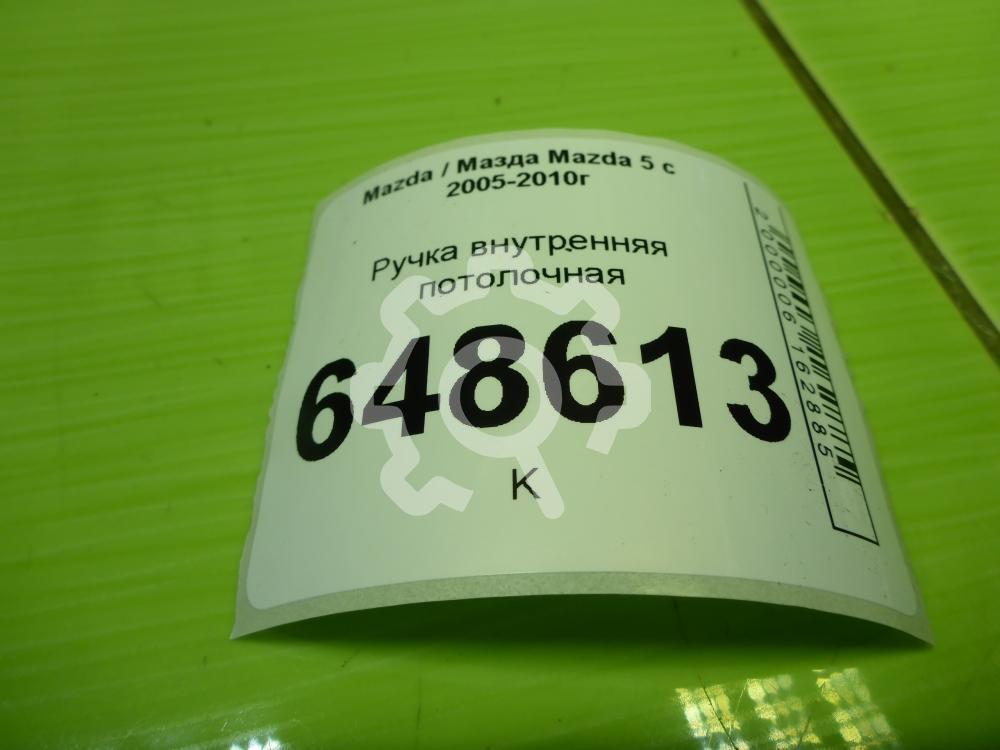 Mazda / Мазда Mazda 5 с
2005-2010г
Ручка внутренняя
потолочная
648613
К
2000006162885